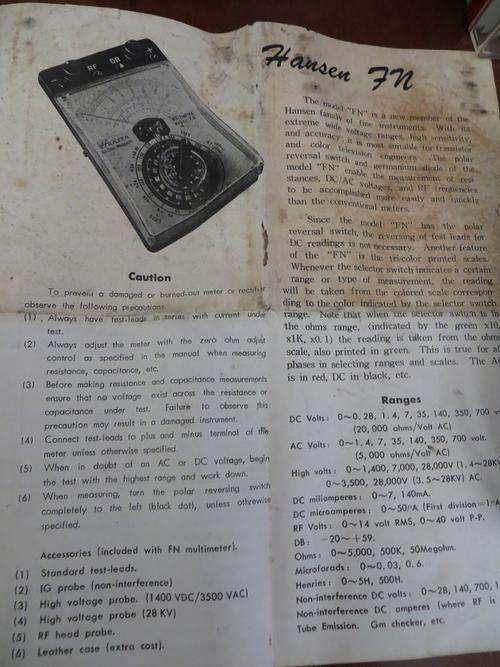 RF DB
Hansen
Hansen FN
The model "FN" is a new member of the
Hansen family of fine instruments. With its
extreme wide voltage ranges, high sensitivity,
and accuracy, it is most suitable for transistor
and color television engineers. The polar
reversal switch and germanium diode of the
model "FN" enable the measurement of resi-
stances, DC/AC voltages, and RF frequencies
to be accomplished more easily and quickly
than the conventional meters.
Since the model "FN" has the polar
reversal switch, the reversing of test leads for
DC readings is not necessary. Another feature
of the "FN" is the tri-color printed scales.
Whenever the selector switch indicates a certain
range or type of measurement, the reading
will be taken from the colored scale correspon-
ding to the color indicated by the selector switch
range. Note that when the selector switch is in
the ohms range, (indicated by the green x10
x1K, x0.1) the reading is taken from the ohms
scale, also printed in green. This is true for all
phases in selecting ranges and scales. The A
is in red, DC in black, etc.
Caution
To prevent a damaged or burned-out meter or rectifier
observe the following precautions:
(1) Always have test-leads in series with current under
test.
(2) Always adjust the meter with the zero ohm adjust
control as specified in the manual when measuring
resistance, capacitance, etc.
(3) Before making resistance and capacitance measurements
ensure that no voltage exist across the resistance or
capacitance under test. Failure to observe this
precaution may result in a damaged instrument.
(4) Connect test-leads to plus and minus terminal of the
meter unless otherwise specified.
(5) When in doubt of an AC or DC voltage, begin
the test with the highest range and work down.
(6) When measuring, turn the polar reversing switch
completely to the left (black dot), unless othrewise
specified.
Accessories (included with FN multimeter).
(1) Standard test-leads.
(2) IG probe (non-interference)
(3) High voltage probe. (1400 VDC/3500 VAC)
(4) High voltage probe (28 KV)
(5) RF head probe.
(6) Leather case (extra cost).
Ranges
DC Volts: 0~0.28, 1.4, 7, 35, 140, 350, 700 v
(20,000 ohms/Volt AC)
AC Volts: 0~1.4, 7, 35, 140, 350, 700 volt.
(5,000 ohms/Volt AC)
High volts: 0~1,400, 7,000, 28,000V (1.4~28K
0~3,500, 28,000V (3.5~28KV) AC.
DC miliamperes: 0~7, 140mA.
DC microamperes: 0~50μA (First division=1μA
RF Volts: 0~14 volt RMS, 0~40 volt P-P.
DB: -20~+59.
Ohms: 0~5,000, 500K, 50Megohm.
Microfarads: 0~0.03, 0.6.
Henries: 0~5H, 500H.
Non-interference DC volts: 0~28, 140, 700, 1
Non-interference DC amperes (where RF is
Tube Emission. Gm checker, etc.